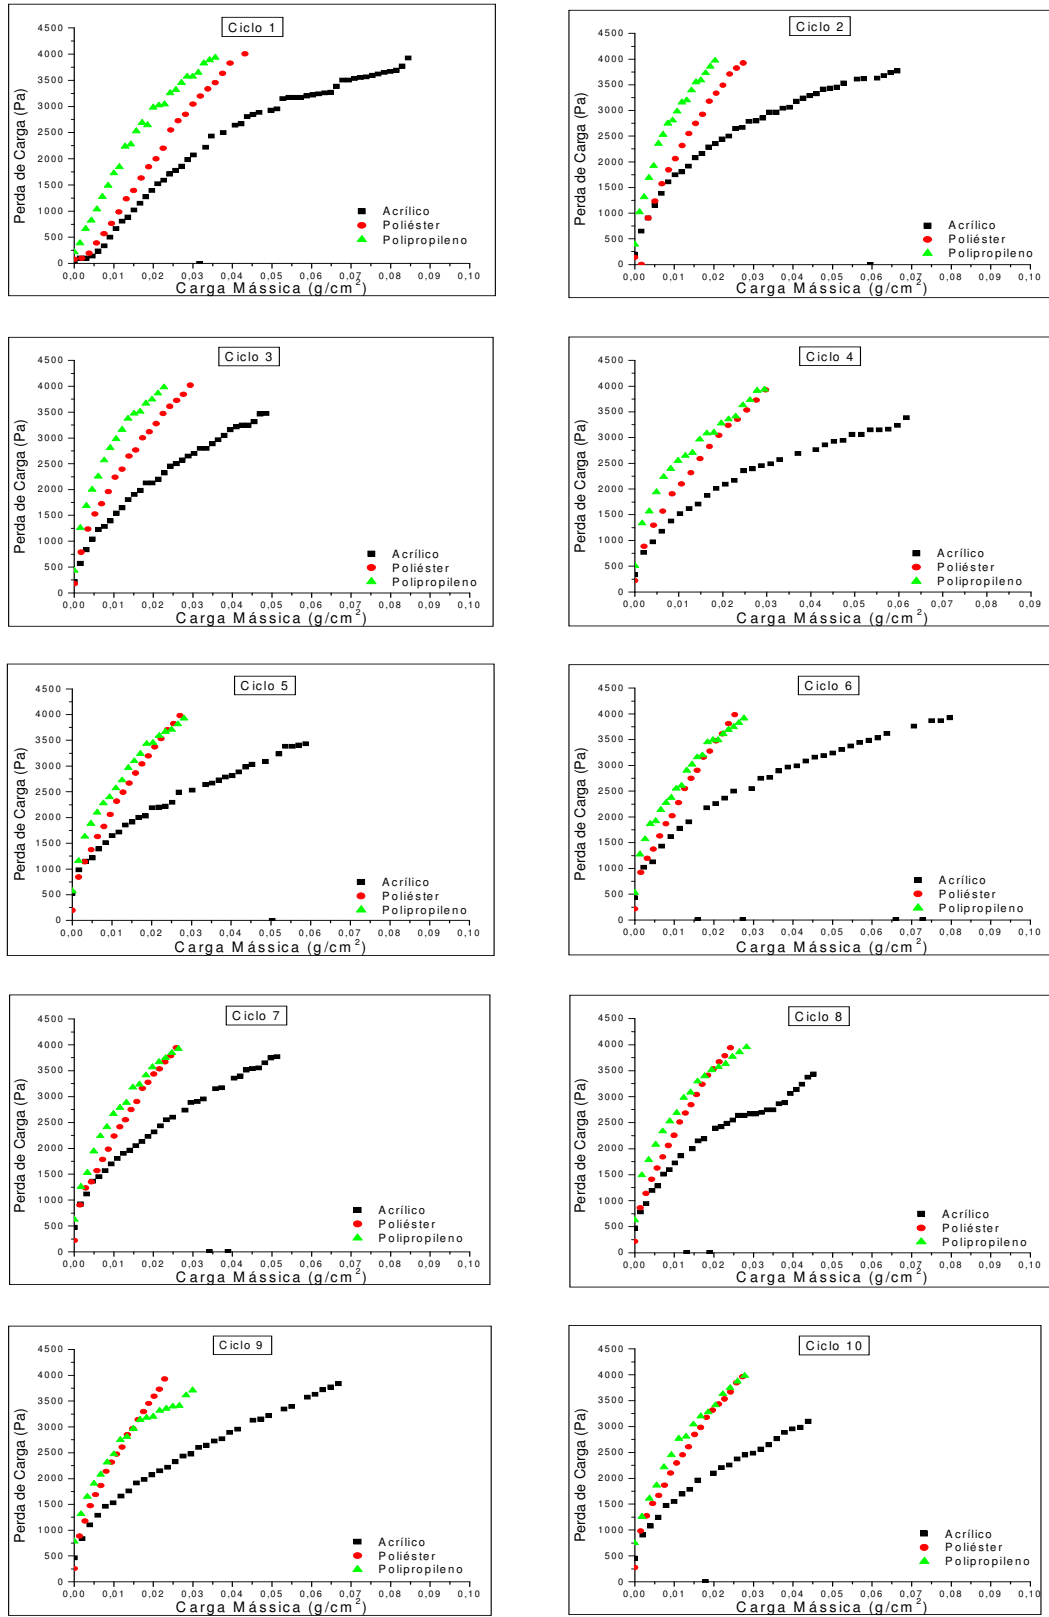 Ciclo 1
Perda de Carga (Pa)
4500
4000
3500
3000
2500
2000
1500
1000
500
0
Acrílico
Poliéster
Polipropileno
0,00 0,01 0,02 0,03 0,04 0,05 0,06 0,07 0,08 0,09 0,10
Carga Mássica (g/cm²)
Ciclo 2
Perda de Carga (Pa)
4500
4000
3500
3000
2500
2000
1500
1000
500
0
Acrílico
Poliéster
Polipropileno
0,00 0,01 0,02 0,03 0,04 0,05 0,06 0,07 0,08 0,09 0,10
Carga Mássica (g/cm²)
Ciclo 3
Perda de Carga (Pa)
4500
4000
3500
3000
2500
2000
1500
1000
500
0
Acrílico
Poliéster
Polipropileno
0,00 0,01 0,02 0,03 0,04 0,05 0,06 0,07 0,08 0,09 0,10
Carga Mássica (g/cm²)
Ciclo 4
Perda de Carga (Pa)
4500
4000
3500
3000
2500
2000
1500
1000
500
0
Acrílico
Poliéster
Polipropileno
0,00 0,01 0,02 0,03 0,04 0,05 0,06 0,07 0,08 0,09
Carga Mássica (g/cm²)
Ciclo 5
Perda de Carga (Pa)
4500
4000
3500
3000
2500
2000
1500
1000
500
0
Acrílico
Poliéster
Polipropileno
0,00 0,01 0,02 0,03 0,04 0,05 0,06 0,07 0,08 0,09 0,10
Carga Mássica (g/cm²)
Ciclo 6
Perda de Carga (Pa)
4500
4000
3500
3000
2500
2000
1500
1000
500
0
Acrílico
Poliéster
Polipropileno
0,00 0,01 0,02 0,03 0,04 0,05 0,06 0,07 0,08 0,09 0,10
Carga Mássica (g/cm²)
Ciclo 7
Perda de Carga (Pa)
4500
4000
3500
3000
2500
2000
1500
1000
500
0
Acrílico
Poliéster
Polipropileno
0,00 0,01 0,02 0,03 0,04 0,05 0,06 0,07 0,08 0,09 0,10
Carga Mássica (g/cm²)
Ciclo 8
Perda de Carga (Pa)
4500
4000
3500
3000
2500
2000
1500
1000
500
0
Acrílico
Poliéster
Polipropileno
0,00 0,01 0,02 0,03 0,04 0,05 0,06 0,07 0,08 0,09 0,10
Carga Mássica (g/cm²)
Ciclo 9
Perda de Carga (Pa)
4500
4000
3500
3000
2500
2000
1500
1000
500
0
Acrílico
Poliéster
Polipropileno
0,00 0,01 0,02 0,03 0,04 0,05 0,06 0,07 0,08 0,09 0,10
Carga Mássica (g/cm²)
Ciclo 10
Perda de Carga (Pa)
4500
4000
3500
3000
2500
2000
1500
1000
500
0
Acrílico
Poliéster
Polipropileno
0,00 0,01 0,02 0,03 0,04 0,05 0,06 0,07 0,08 0,09 0,10
Carga Mássica (g/cm²)